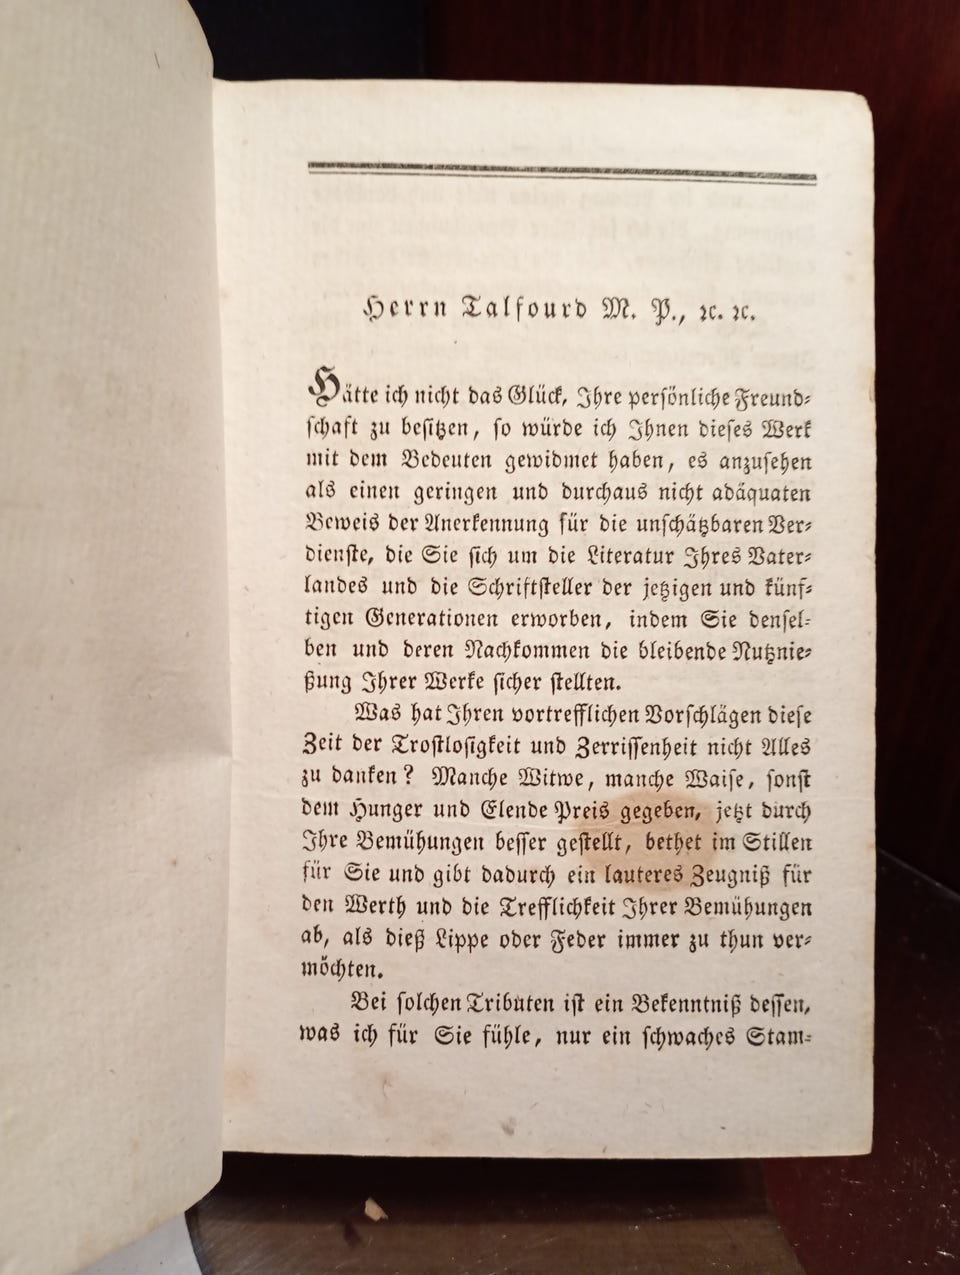 Herrn Talfourd M. P., ꝛc. ꝛc.
Hätte ich nicht das Glück, Ihre persönliche Freund-
schaft zu besitzen, so würde ich Ihnen dieses Werk
mit dem Bedeuten gewidmet haben, es anzusehen
als einen geringen und durchaus nicht adäquaten
Beweis der Anerkennung für die unschätzbaren Ver-
dienste, die Sie sich um die Literatur Ihres Vater-
landes und die Schriftsteller der jetzigen und künf-
tigen Generationen erworben, indem Sie densel-
ben und deren Nachkommen die bleibende Nutznie-
ßung Ihrer Werke sicher stellten.
Was hat Ihren vortrefflichen Vorschlägen diese
Zeit der Trostlosigkeit und Zerrissenheit nicht Alles
zu danken? Manche Witwe, manche Waise, sonst
dem Hunger und Elende Preis gegeben, jetzt durch
Ihre Bemühungen besser gestellt, bethet im Stillen
für Sie und gibt dadurch ein lauteres Zeugniß für
den Werth und die Trefflichkeit Ihrer Bemühungen
ab, als dieß Lippe oder Feder immer zu thun ver-
möchten.
Bei solchen Tributen ist ein Bekenntniß dessen,
was ich für Sie fühle, nur ein schwaches Stam-